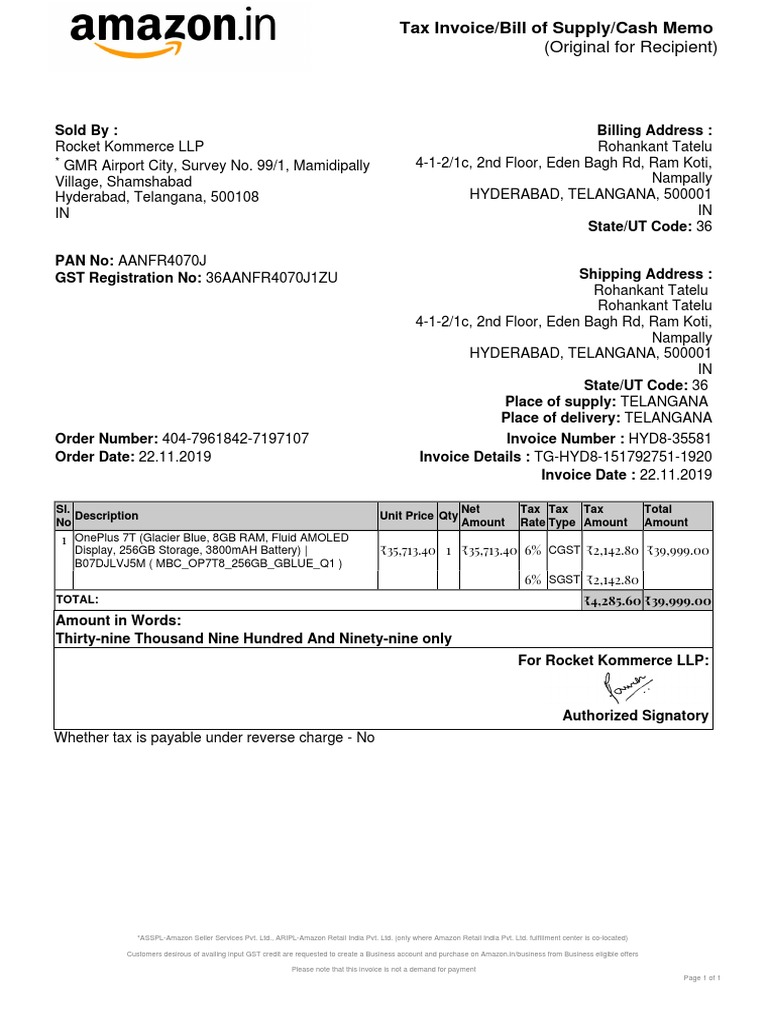 amazon.in
Tax Invoice/Bill of Supply/Cash Memo
(Original for Recipient)
Sold By :
Rocket Kommerce LLP
* GMR Airport City, Survey No. 99/1, Mamidipally
Village, Shamshabad
Hyderabad, Telangana, 500108
IN
PAN No: AANFR4070J
GST Registration No: 36AANFR4070J1ZU
Billing Address :
Rohankant Tatelu
4-1-2/1c, 2nd Floor, Eden Bagh Rd, Ram Koti,
Nampally
HYDERABAD, TELANGANA, 500001
IN
State/UT Code: 36
Shipping Address :
Rohankant Tatelu
Rohankant Tatelu
4-1-2/1c, 2nd Floor, Eden Bagh Rd, Ram Koti,
Nampally
HYDERABAD, TELANGANA, 500001
IN
State/UT Code: 36
Place of supply: TELANGANA
Place of delivery: TELANGANA
Order Number: 404-7961842-7197107
Order Date: 22.11.2019
Invoice Number : HYD8-35581
Invoice Details : TG-HYD8-151792751-1920
Invoice Date : 22.11.2019
Sl. No Description Unit Price Qty Net Amount Tax Rate Tax Type Tax Amount Total Amount
1 OnePlus 7T (Glacier Blue, 8GB RAM, Fluid AMOLED
Display, 256GB Storage, 3800mAH Battery) |
B07DJLVJ5M ( MBC_OP7T8_256GB_GBLUE_Q1 )
₹35,713.40 1 ₹35,713.40 6% CGST ₹2,142.80 ₹39,999.00
6% SGST ₹2,142.80
TOTAL: ₹4,285.60 ₹39,999.00
Amount in Words:
Thirty-nine Thousand Nine Hundred And Ninety-nine only
For Rocket Kommerce LLP:
Authorized Signatory
Whether tax is payable under reverse charge - No
*ASSPL-Amazon Seller Services Pvt. Ltd., ARIPL-Amazon Retail India Pvt. Ltd. (only where Amazon Retail India Pvt. Ltd. fulfillment center is co-located)
Customers desirous of availing input GST credit are requested to create a Business account and purchase on Amazon.in/business from Business eligible offers
Please note that this invoice is not a demand for payment
Page 1 of 1